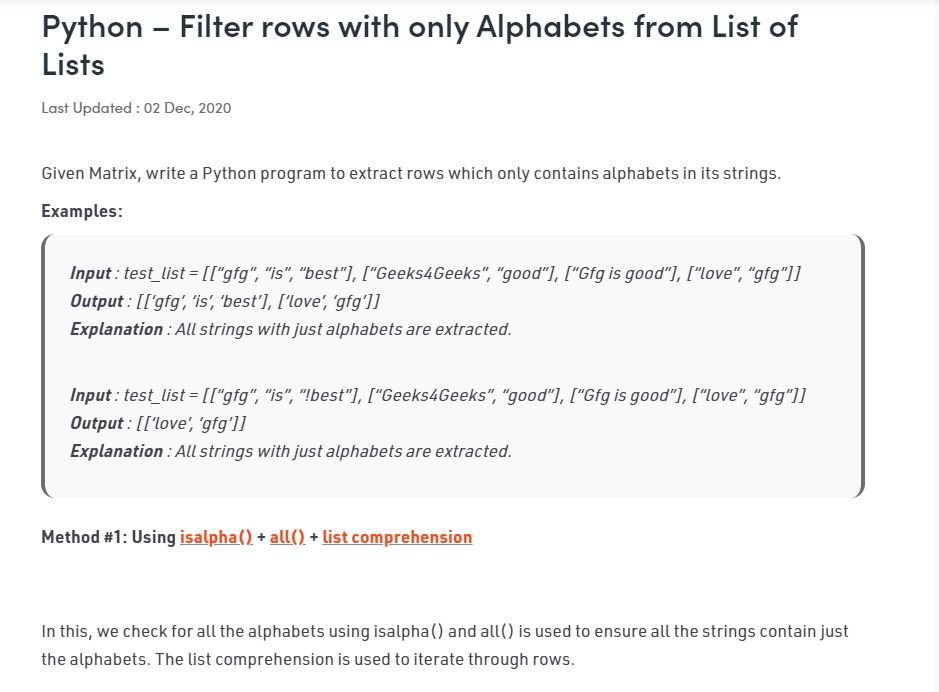 Python – Filter rows with only Alphabets from List of
Lists
Last Updated : 02 Dec, 2020
Given Matrix, write a Python program to extract rows which only contains alphabets in its strings.
Examples:
Input : test_list = [[“gfg”, “is”, “best”], [“Geeks4Geeks”, “good”], [“Gfg is good”], [“love”, “gfg”]]
Output : [[‘gfg’, ‘is’, ‘best’], [‘love’, ‘gfg’]]
Explanation : All strings with just alphabets are extracted.
Input : test_list = [[“gfg”, “is”, “!best”], [“Geeks4Geeks”, “good”], [“Gfg is good”], [“love”, “gfg”]]
Output : [[‘love’, ‘gfg’]]
Explanation : All strings with just alphabets are extracted.
Method #1: Using isalpha() + all() + list comprehension
In this, we check for all the alphabets using isalpha() and all() is used to ensure all the strings contain just
the alphabets. The list comprehension is used to iterate through rows.